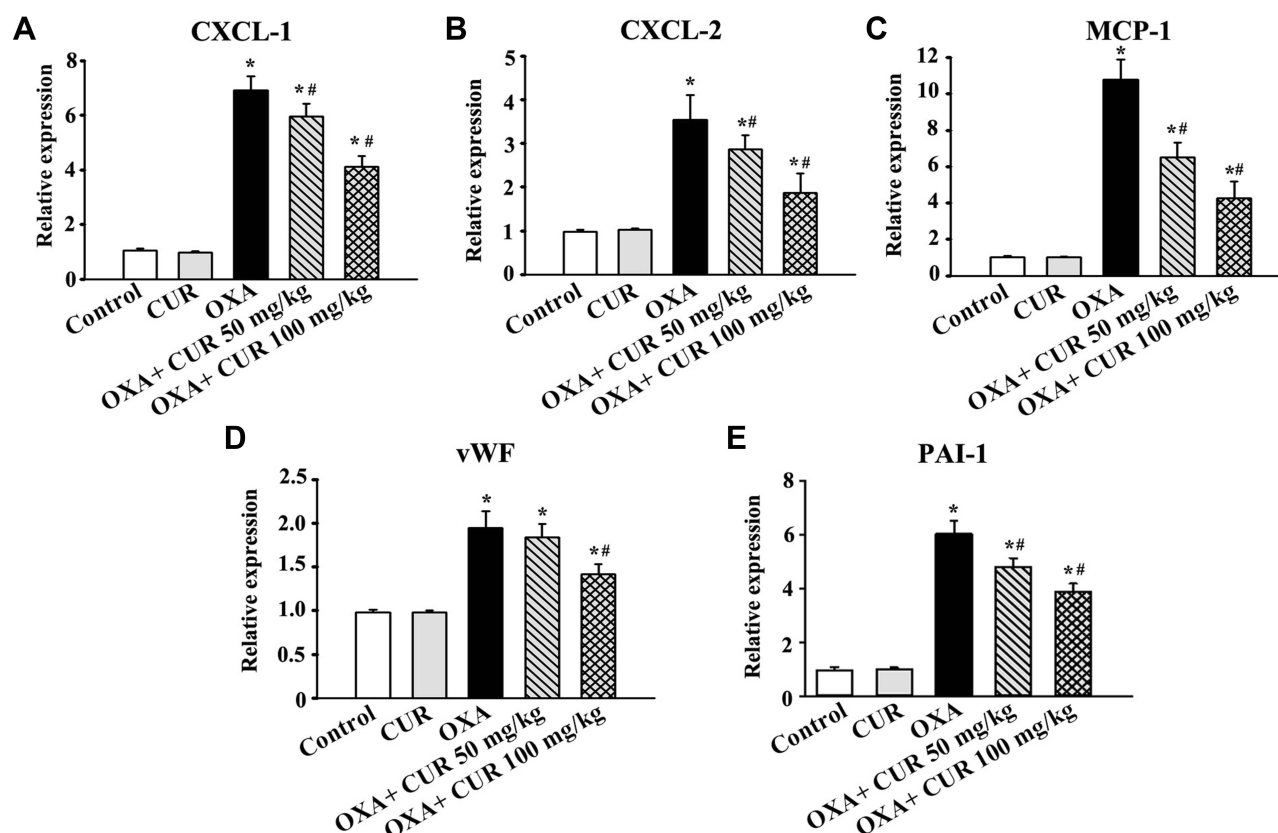 A
CXCL-1
Relative expression
8
6
4
2
0
*
* #
* #
Control
CUR
OXA
OXA+ CUR 50 mg/kg
OXA+ CUR 100 mg/kg
B
CXCL-2
Relative expression
5
4
3
2
1
0
*
*#
*#
Control
CUR
OXA
OXA+ CUR 50 mg/kg
OXA+ CUR 100 mg/kg
C
MCP-1
Relative expression
12
10
8
6
4
2
0
*
*#
*#
Control
CUR
OXA
OXA+ CUR 50 mg/kg
OXA+ CUR 100 mg/kg
D
vWF
Relative expression
2.5
2.0
1.5
1.0
0.5
0
*
*
*#
Control
CUR
OXA
OXA+ CUR 50 mg/kg
OXA+ CUR 100 mg/kg
E
PAI-1
Relative expression
8
6
4
2
0
*
*#
*#
Control
CUR
OXA
OXA+ CUR 50 mg/kg
OXA+ CUR 100 mg/kg